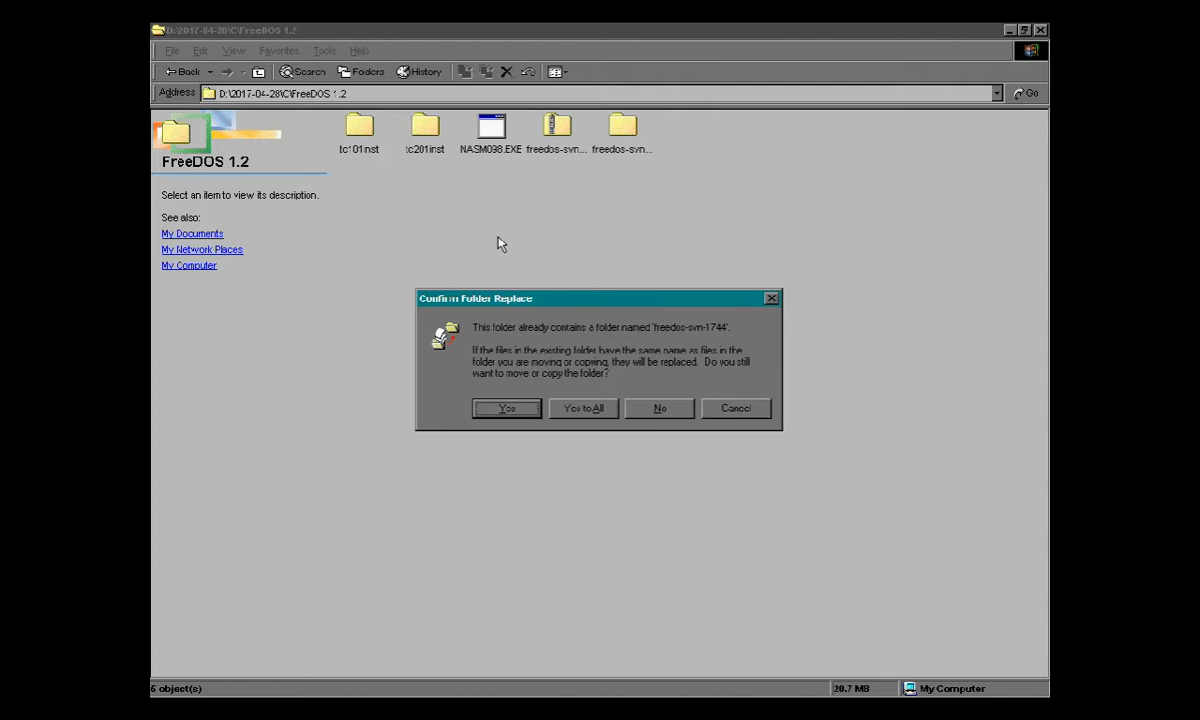 D:\2017-04-28\C\FreeDOS 1.2
File Edit View Favorites Tools Help
Back Search Folders History
Address D:\2017-04-28\C\FreeDOS 1.2 Go
tc101inst tc201inst NASM098.EXE freedos-svn... freedos-svn...
FreeDOS 1.2
Select an item to view its description.
See also:
My Documents
My Network Places
My Computer
Confirm Folder Replace
This folder already contains a folder named 'freedos-svn-1744'.
If the files in the existing folder have the same name as files in the
folder you are moving or copying, they will be replaced. Do you still
want to move or copy the folder?
Yes Yes to All No Cancel
object(s) 20.7 MB My Computer